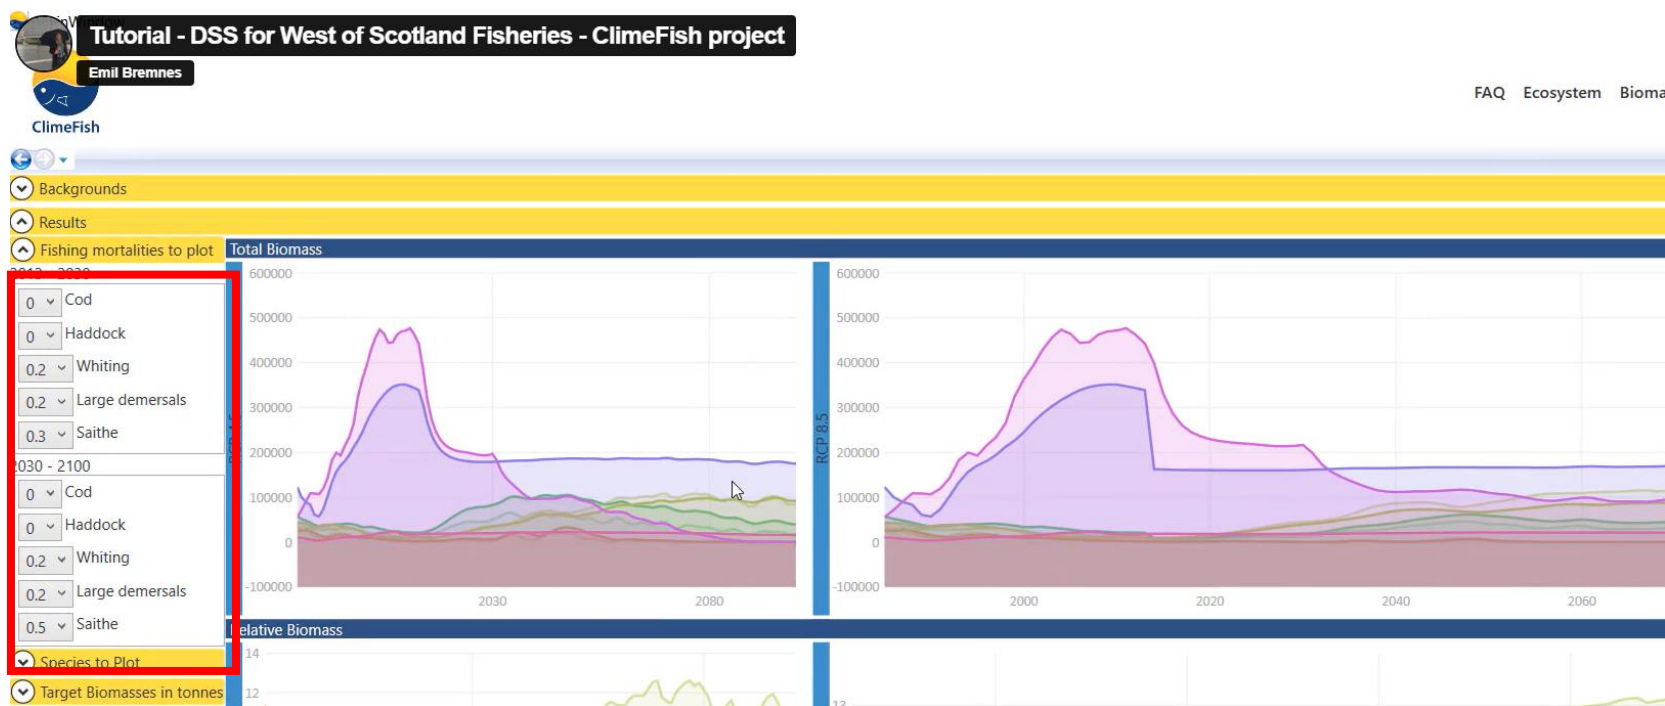 Tutorial - DSS for West of Scotland Fisheries - ClimeFish project
Emil Bremnes
ClimeFish
FAQ Ecosystem
Backgrounds
Results
Fishing mortalities to plot
Total Biomass
0 Cod
0 Haddock
0.2 Whiting
0.2 Large demersals
0.3 Saithe
2030 - 2100
0 Cod
0 Haddock
0.2 Whiting
0.2 Large demersals
0.5 Saithe
Species to Plot
Target Biomasses in tonnes
600000
500000
400000
300000
200000
100000
0
-100000
2030 2080
RCP 8.5
600000
500000
400000
300000
200000
100000
0
-100000
2000 2020 2040 2060
Relative Biomass
14
12